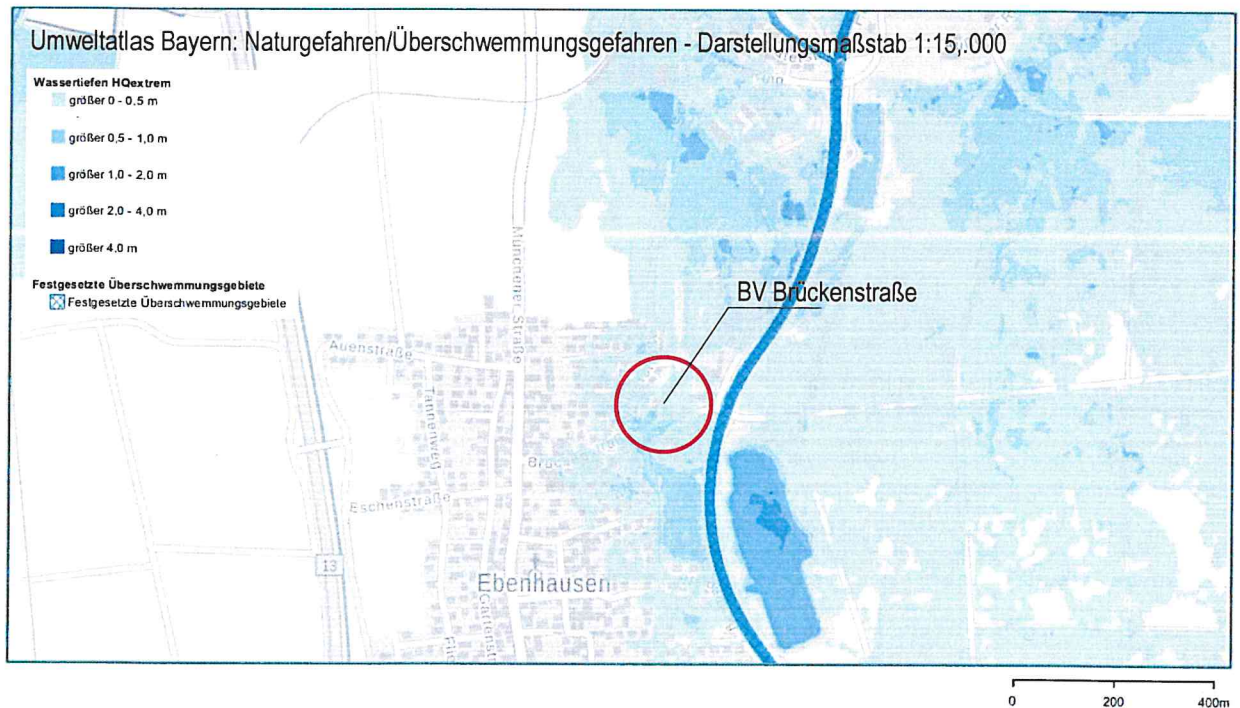 Umweltatlas Bayern: Naturgefahren/Überschwemmungsgefahren - Darstellungsmaßstab 1:15,.000
Wassertiefen HQextrem
größer 0 - 0,5 m
größer 0,5 - 1,0 m
größer 1,0 - 2,0 m
größer 2,0 - 4,0 m
größer 4,0 m
Festgesetzte Überschwemmungsgebiete
Festgesetzte Überschwemmungsgebiete
Münchener Straße
BV Brückenstraße
Auenstraße
Tannenweg
Eschenstraße
13
Ebenhausen
0 200 400m